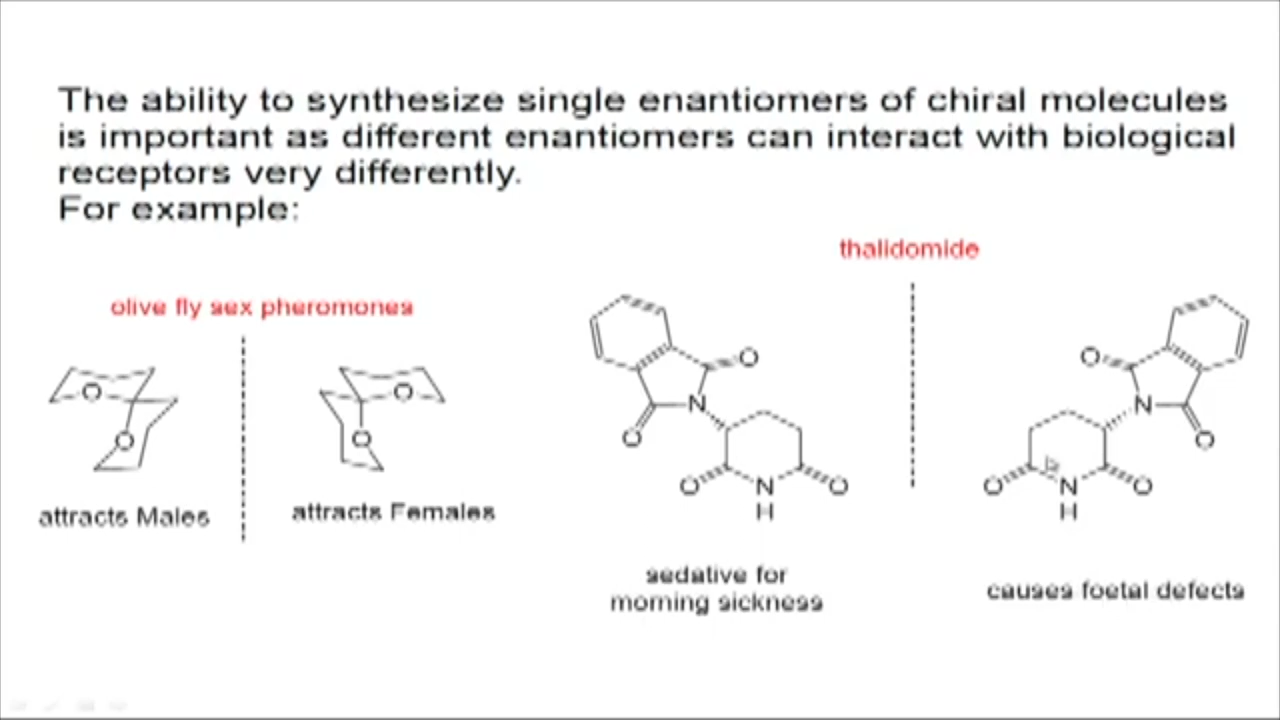 The ability to synthesize single enantiomers of chiral molecules
is important as different enantiomers can interact with biological
receptors very differently.
For example:
thalidomide
olive fly sex pheromones
O
O
O
O
attracts Males
attracts Females
O
N
O
O
N
O
H
O
N
O
O
N
O
H
sedative for
morning sickness
causes foetal defects